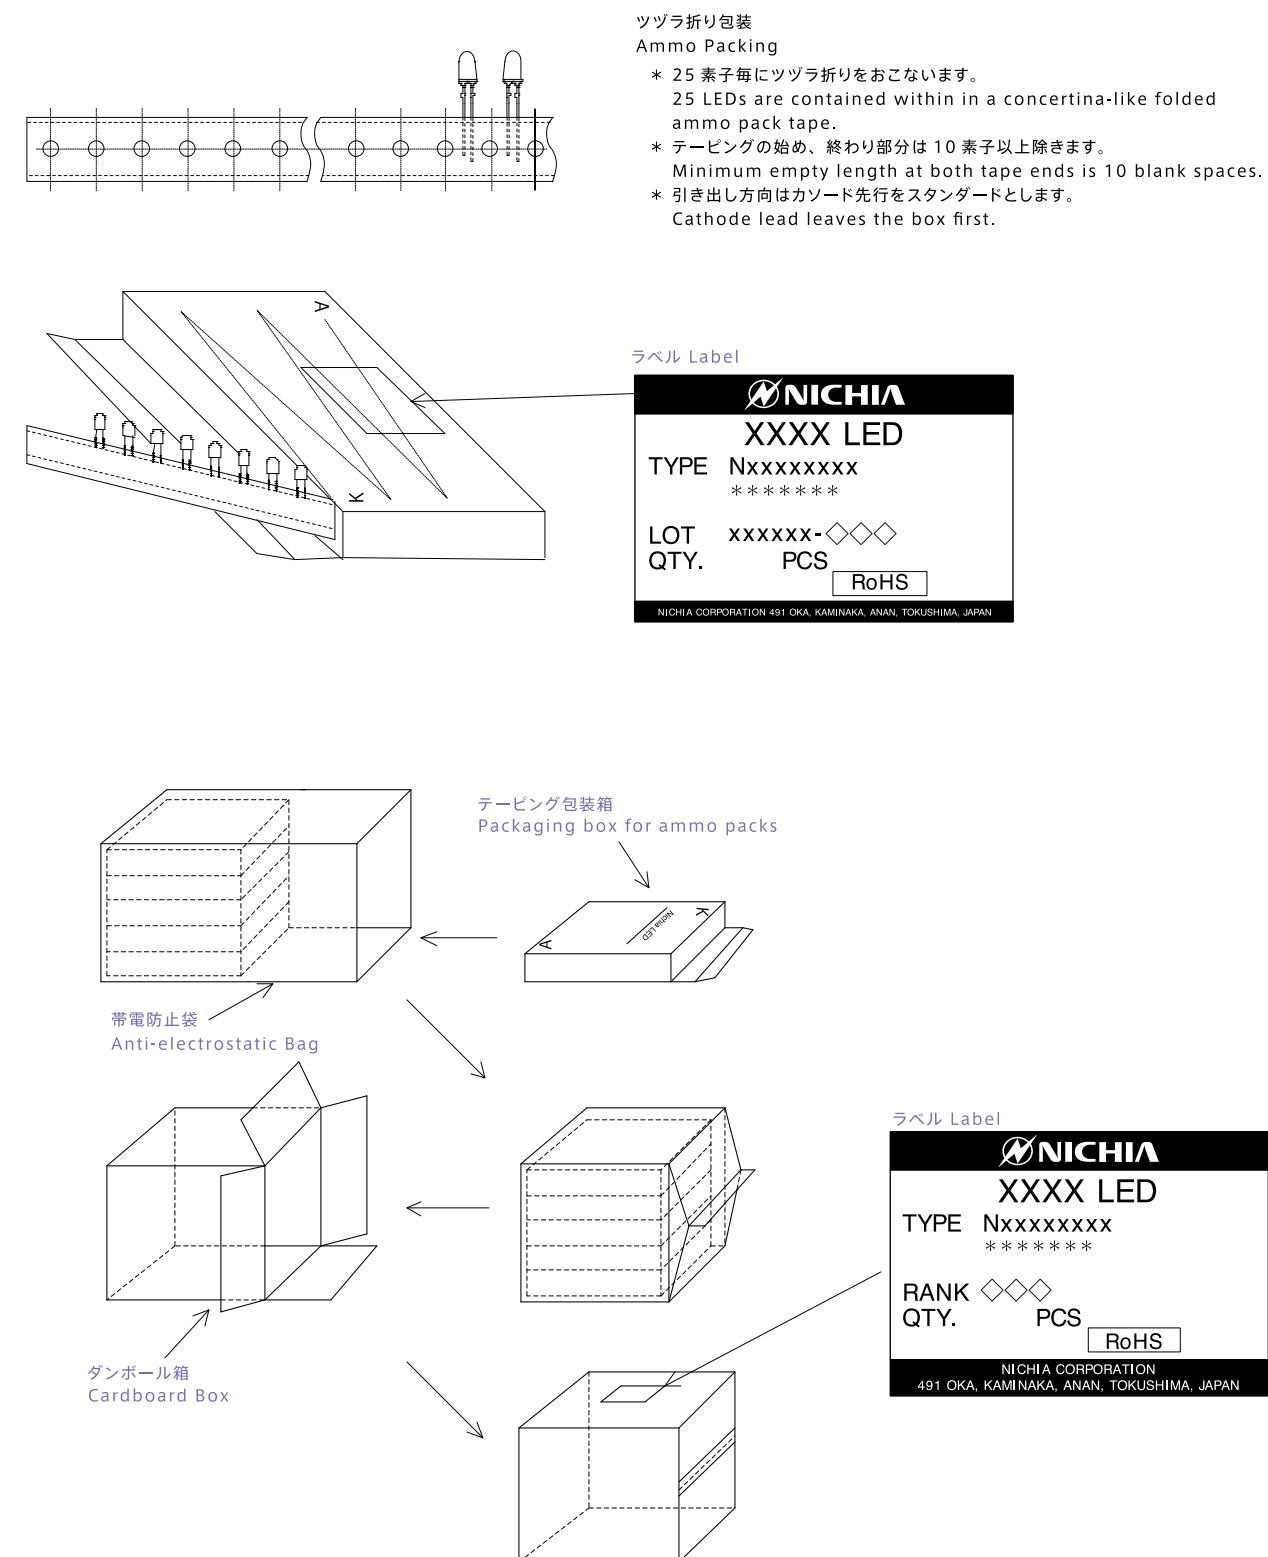 ツヅラ折り包装
Ammo Packing
＊ 25 素子毎にツヅラ折りをおこないます。
25 LEDs are contained within in a concertina-like folded
ammo pack tape.
＊ テーピングの始め、終わり部分は 10 素子以上除きます。
Minimum empty length at both tape ends is 10 blank spaces.
＊ 引き出し方向はカソード先行をスタンダードとします。
Cathode lead leaves the box first.
A
K
ラベル Label
NICHIA
XXXX LED
TYPE Nxxxxxxxx
*******
LOT xxxxxx-◇◇◇
QTY. PCS
RoHS
NICHIA CORPORATION 491 OKA, KAMINAKA, ANAN, TOKUSHIMA, JAPAN
テーピング包装箱
Packaging box for ammo packs
K
Nichia LED
A
帯電防止袋
Anti-electrostatic Bag
ラベル Label
NICHIA
XXXX LED
TYPE Nxxxxxxxx
*******
RANK ◇◇◇
QTY. PCS
RoHS
NICHIA CORPORATION
491 OKA, KAMINAKA, ANAN, TOKUSHIMA, JAPAN
ダンボール箱
Cardboard Box